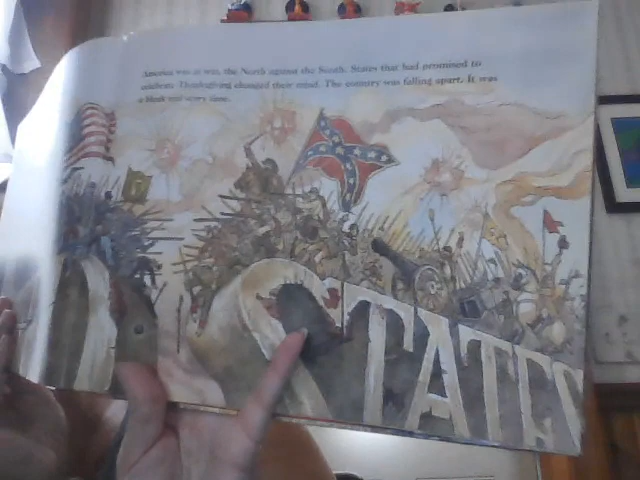 America was at war, the North against the South. States that had promised to
celebrate Thanksgiving changed their mind. The country was falling apart. It was
a bleak and scary time.
STATES